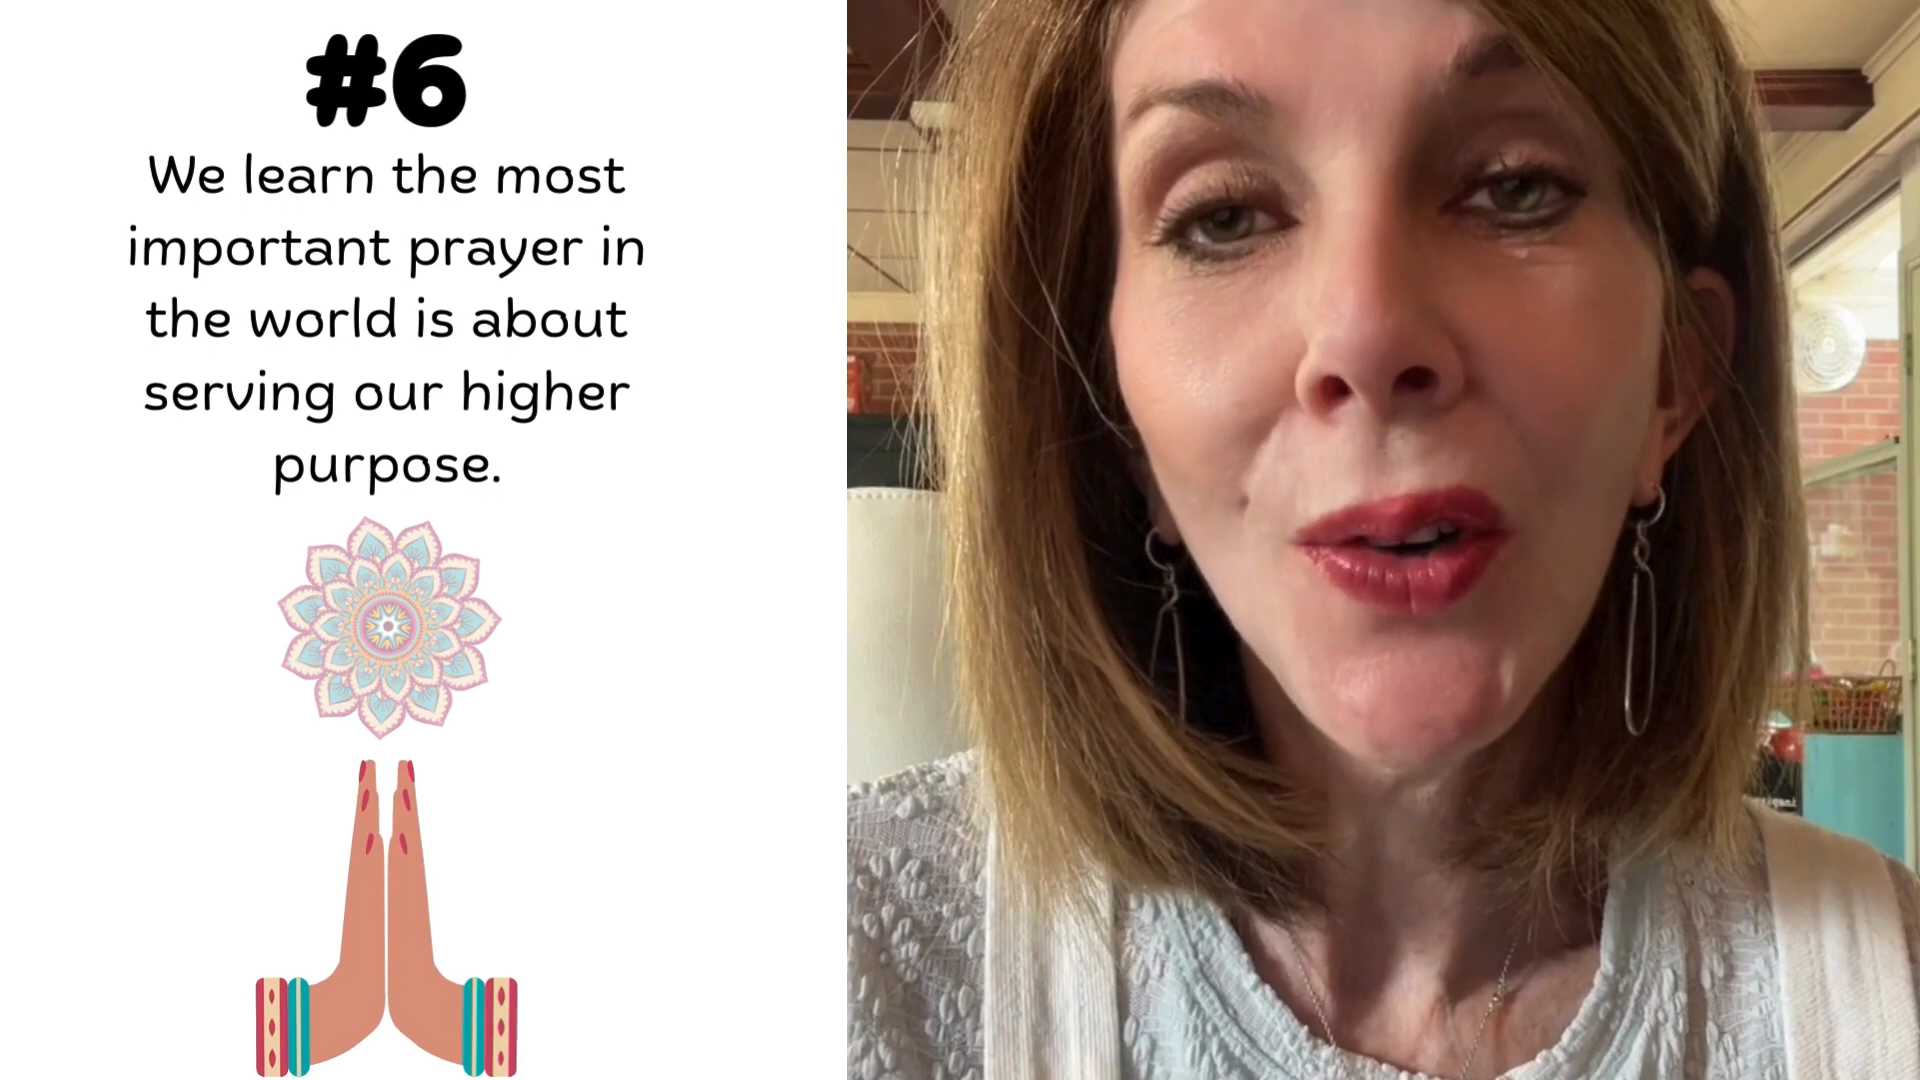 #6
We learn the most
important prayer in
the world is about
serving our higher
purpose.